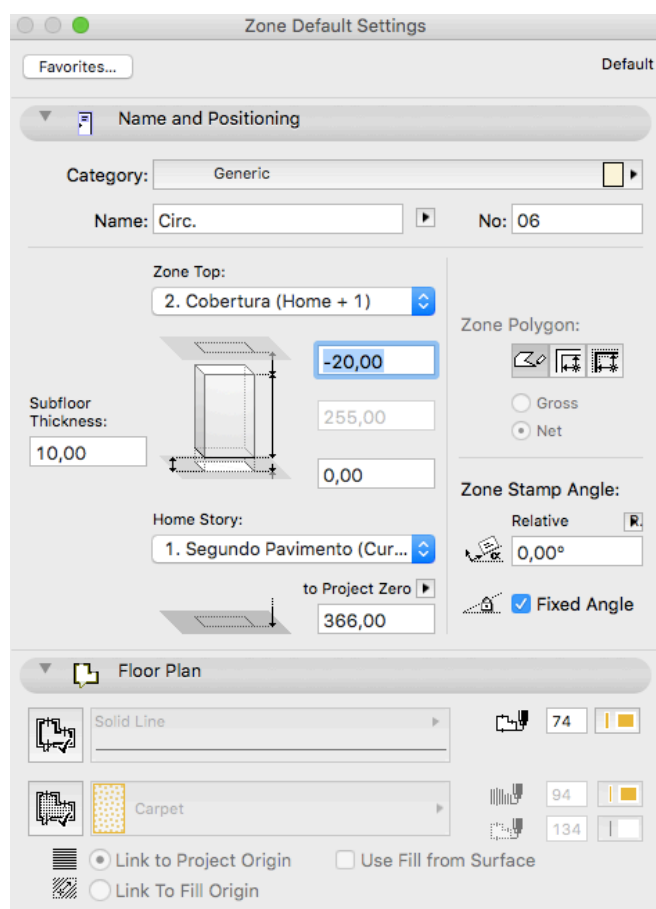 Zone Default Settings
Favorites...
Default
Name and Positioning
Category: Generic
Name: Circ. No: 06
Zone Top:
2. Cobertura (Home + 1)
Zone Polygon:
-20,00
Subfloor
Thickness:
255,00
Gross
Net
10,00
0,00
Zone Stamp Angle:
Home Story:
Relative R.
1. Segundo Pavimento (Cur...
α 0,00°
to Project Zero
Fixed Angle
366,00
Floor Plan
Solid Line 74
Carpet 94
134
Link to Project Origin Use Fill from Surface
Link To Fill Origin